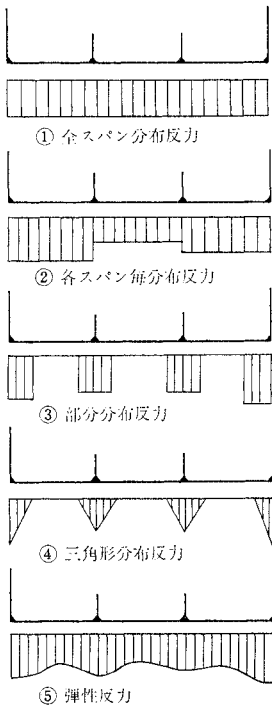 ① 全スパン分布反力
② 各スパン毎分布反力
③ 部分分布反力
④ 三角形分布反力
⑤ 弾性反力